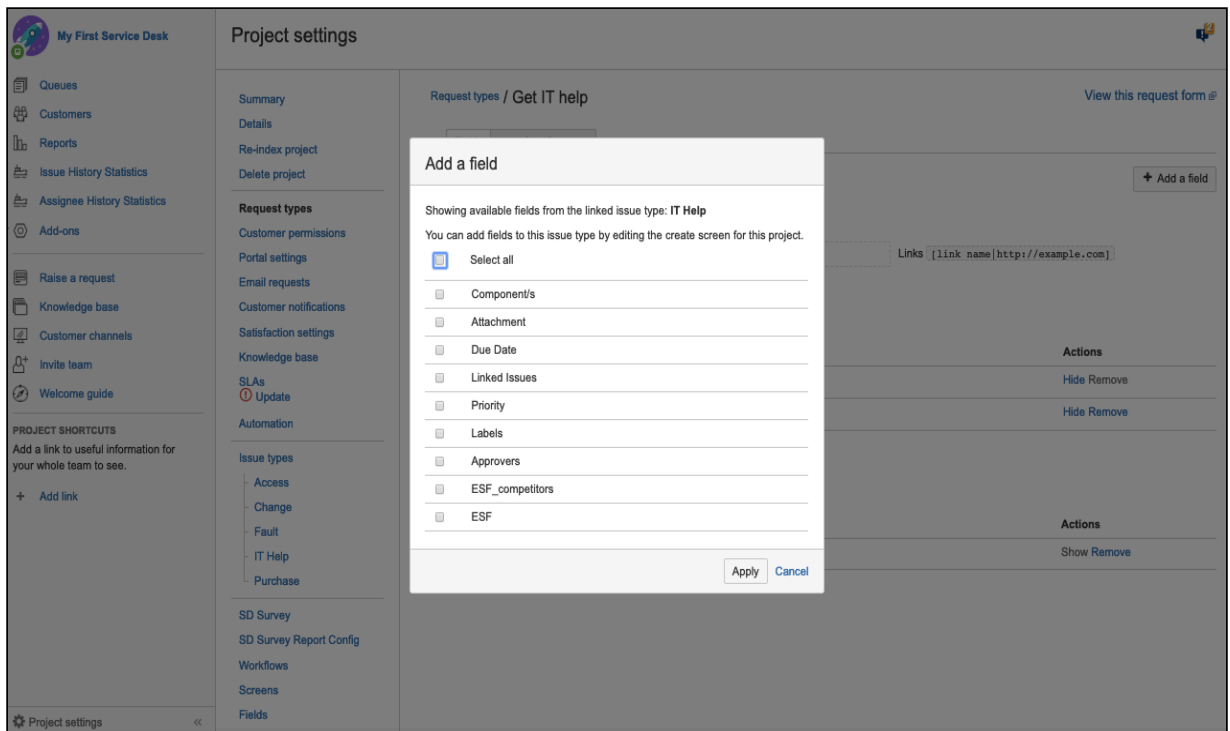 My First Service Desk
Queues
Customers
Reports
Issue History Statistics
Assignee History Statistics
Add-ons
Raise a request
Knowledge base
Customer channels
Invite team
Welcome guide
PROJECT SHORTCUTS
Add a link to useful information for
your whole team to see.
+ Add link
Project settings «
Project settings
Summary
Details
Re-index project
Delete project
Request types
Customer permissions
Portal settings
Email requests
Customer notifications
Satisfaction settings
Knowledge base
SLAs
Update
Automation
Issue types
Access
Change
Fault
IT Help
Purchase
SD Survey
SD Survey Report Config
Workflows
Screens
Fields
Request types / Get IT help
View this request form
+ Add a field
Links [link name|http://example.com]
Actions
Hide Remove
Hide Remove
Actions
Show Remove
Add a field
Showing available fields from the linked issue type: IT Help
You can add fields to this issue type by editing the create screen for this project.
Select all
Component/s
Attachment
Due Date
Linked Issues
Priority
Labels
Approvers
ESF_competitors
ESF
Apply Cancel